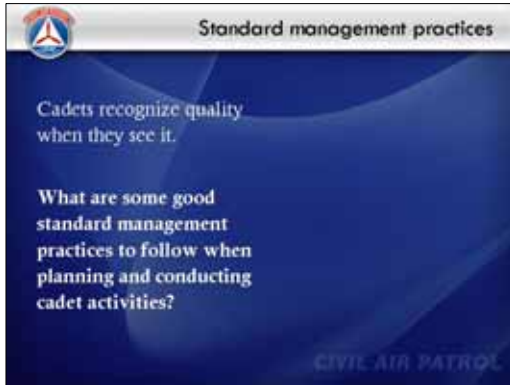 Standard management practices
Cadets recognize quality
when they see it.
What are some good
standard management
practices to follow when
planning and conducting
cadet activities?
CIVIL AIR PATROL